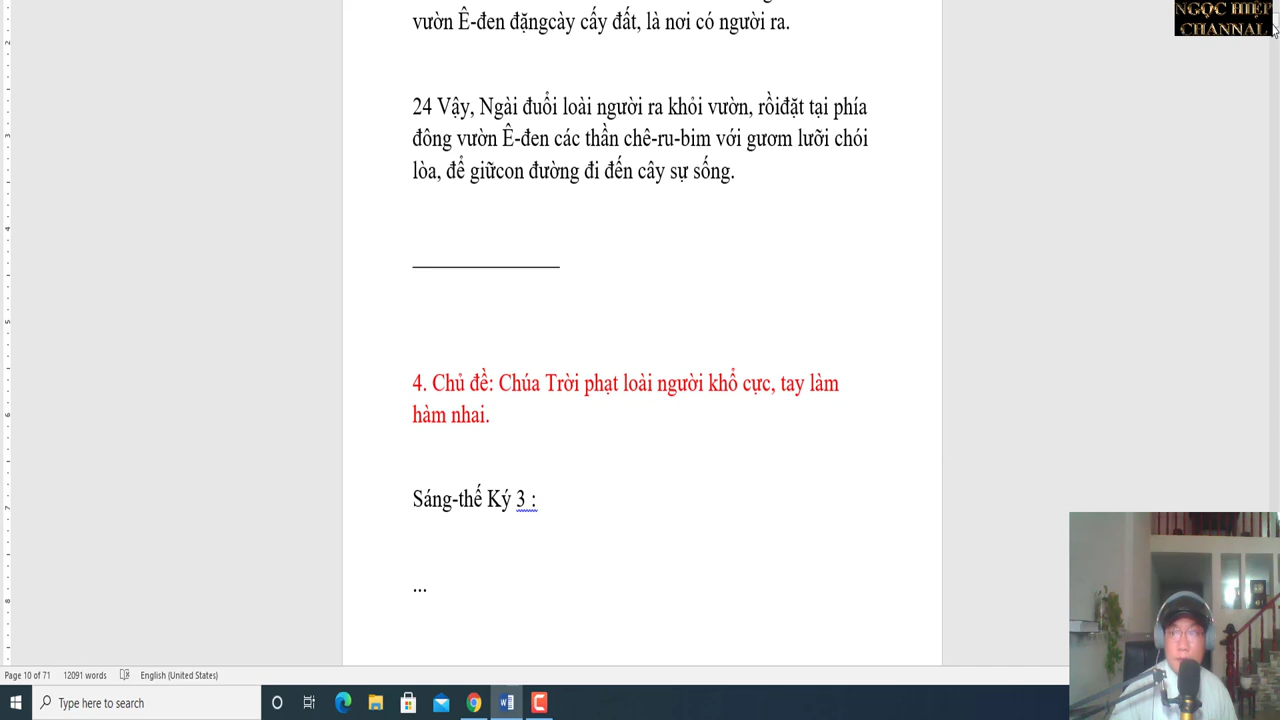 NGỌC HIỆP
CHANNAL
vườn Ê-đen đặngcày cấy đất, là nơi có người ra.
24 Vậy, Ngài đuổi loài người ra khỏi vườn, rồiđặt tại phía
đông vườn Ê-đen các thần chê-ru-bim với gươm lưỡi chói
lòa, để giữcon đường đi đến cây sự sống.
4. Chủ đề: Chúa Trời phạt loài người khổ cực, tay làm
hàm nhai.
Sáng-thế Ký 3 :
...
Page 10 of 71 12091 words English (United States)
Type here to search